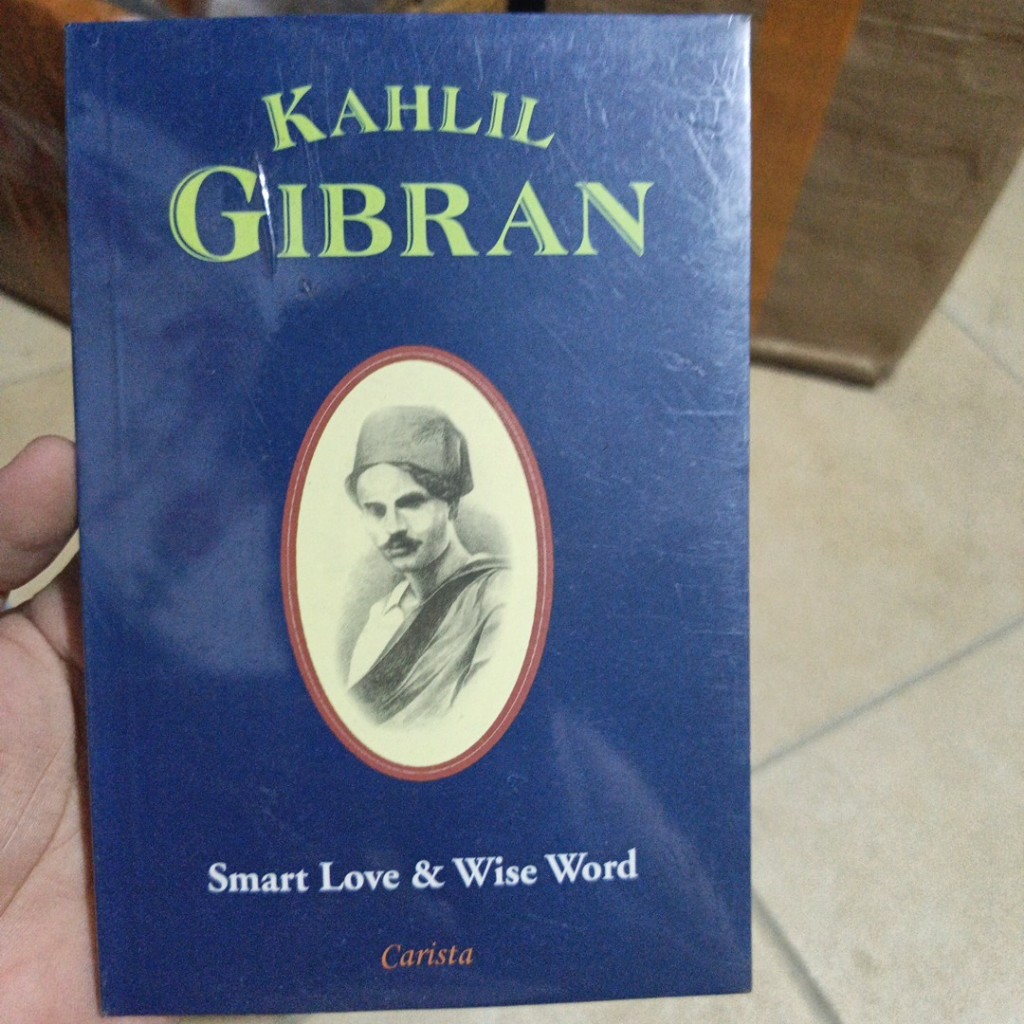 KAHLIL
GIBRAN
Smart Love & Wise Word
Carista